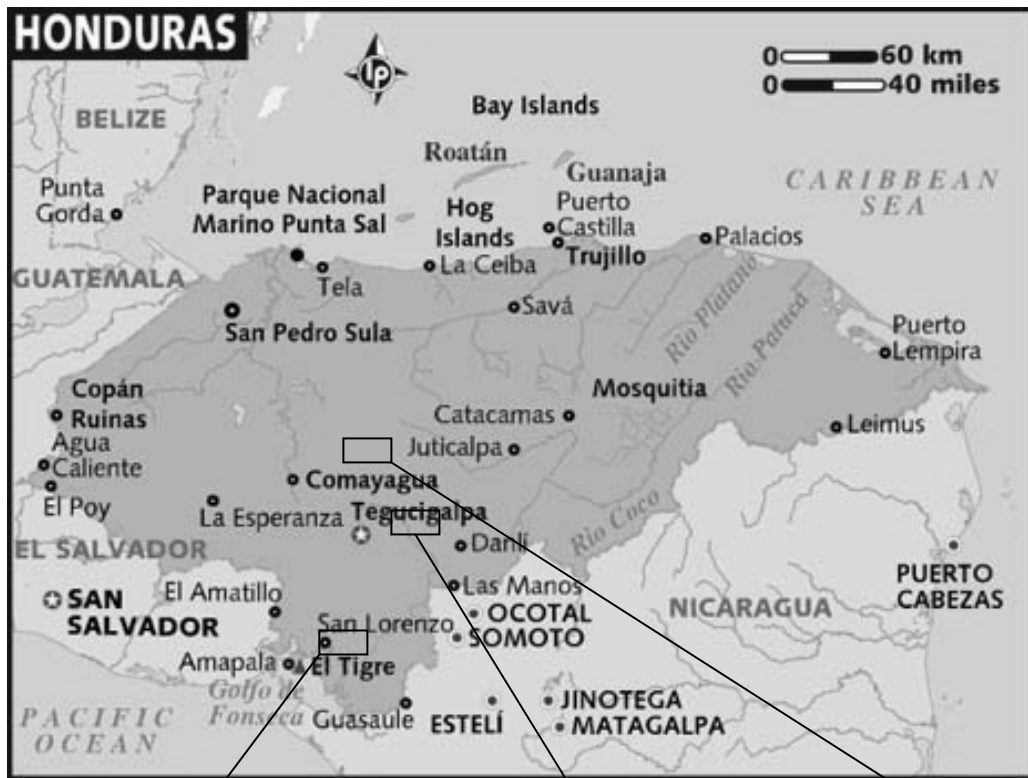 HONDURAS
0 60 km
0 40 miles
LP
BELIZE
Bay Islands
Roatán
Guanaja
CARIBBEAN
SEA
Punta
Gorda
Parque Nacional
Marino Punta Sal
Hog
Islands
Puerto
Castilla
Trujillo
Palacios
GUATEMALA
Tela
La Ceiba
Savá
San Pedro Sula
Río Platano
Río Patuca
Puerto
Lempira
Copán
Ruinas
Mosquitia
Agua
Caliente
Catacamas
Juticalpa
Leimus
El Poy
Comayagua
La Esperanza
Tegucigalpa
Río Coco
EL SALVADOR
Danlí
SAN
SALVADOR
El Amatillo
Las Manos
OCOTAL
SOMOTO
NICARAGUA
PUERTO
CABEZAS
San Lorenzo
Amapala
El Tigre
Golfo de
Fonseca
Guasaule
ESTELÍ
JINOTEGA
MATAGALPA
PACIFIC
OCEAN